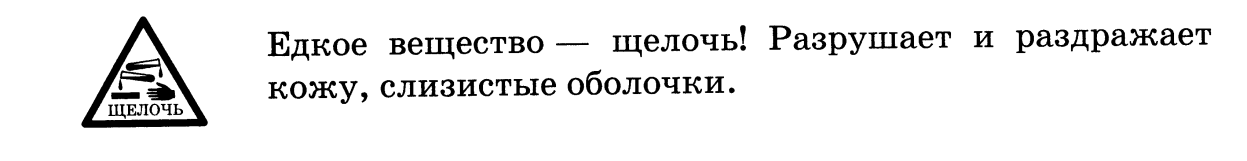 Едкое вещество — щелочь! Разрушает и раздражает
кожу, слизистые оболочки.
ЩЕЛОЧЬ